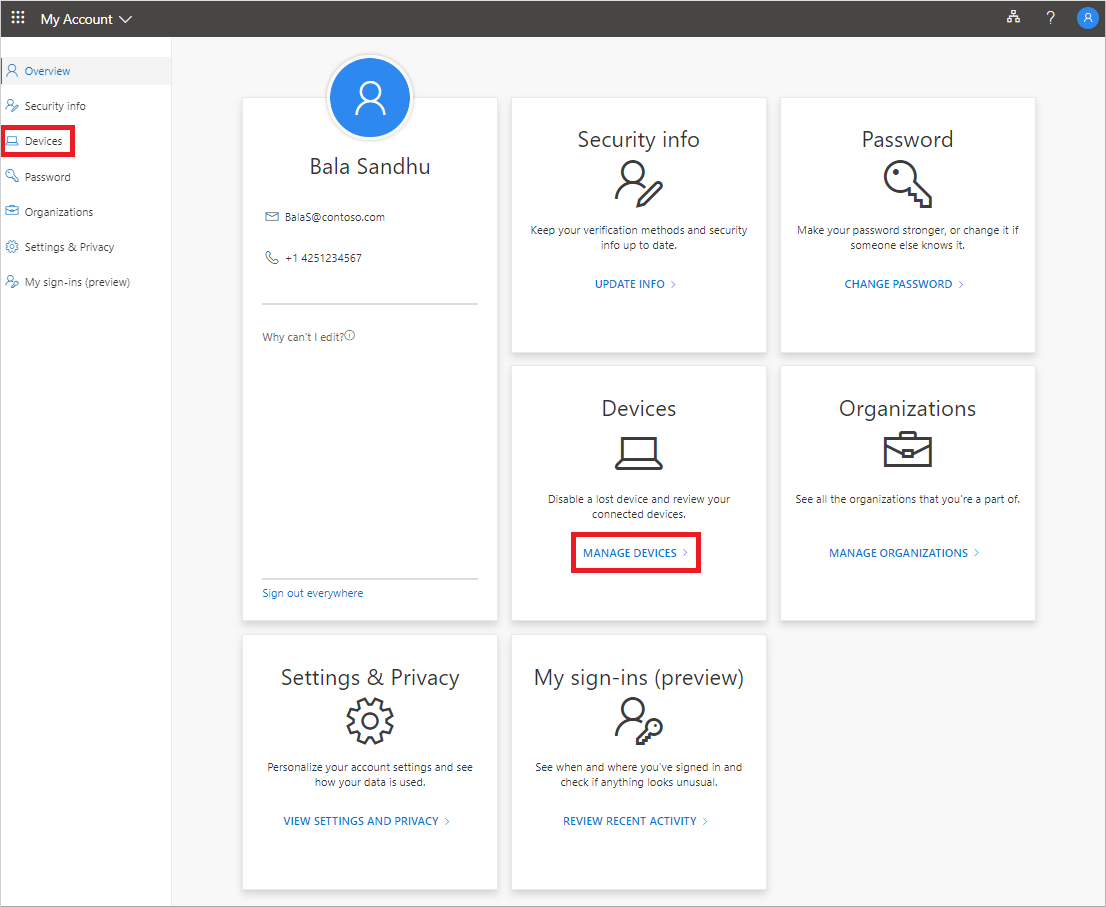 My Account
?
Overview
Security info
Devices
Password
Organizations
Settings & Privacy
My sign-ins (preview)
Bala Sandhu
BalaS@contoso.com
+1 4251234567
Why can't I edit?
Sign out everywhere
Security info
Keep your verification methods and security
info up to date.
UPDATE INFO
Password
Make your password stronger, or change it if
someone else knows it.
CHANGE PASSWORD
Devices
Disable a lost device and review your
connected devices.
MANAGE DEVICES
Organizations
See all the organizations that you're a part of.
MANAGE ORGANIZATIONS
Settings & Privacy
Personalize your account settings and see
how your data is used.
VIEW SETTINGS AND PRIVACY
My sign-ins (preview)
See when and where you've signed in and
check if anything looks unusual.
REVIEW RECENT ACTIVITY